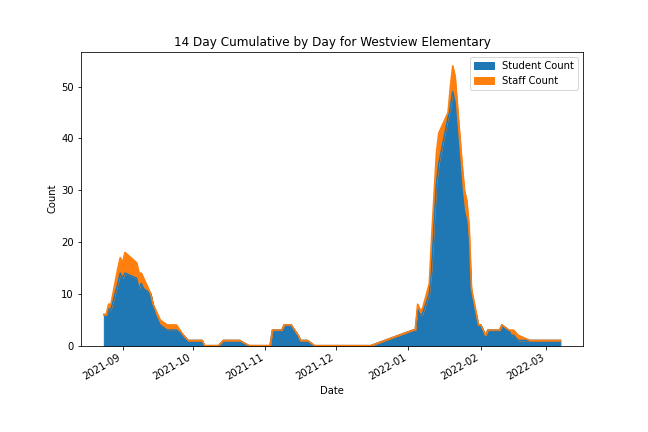 14 Day Cumulative by Day for Westview Elementary
Student Count
Staff Count
Count
50
40
30
20
10
0
2021-09
2021-10
2021-11
2021-12
2022-01
2022-02
2022-03
Date